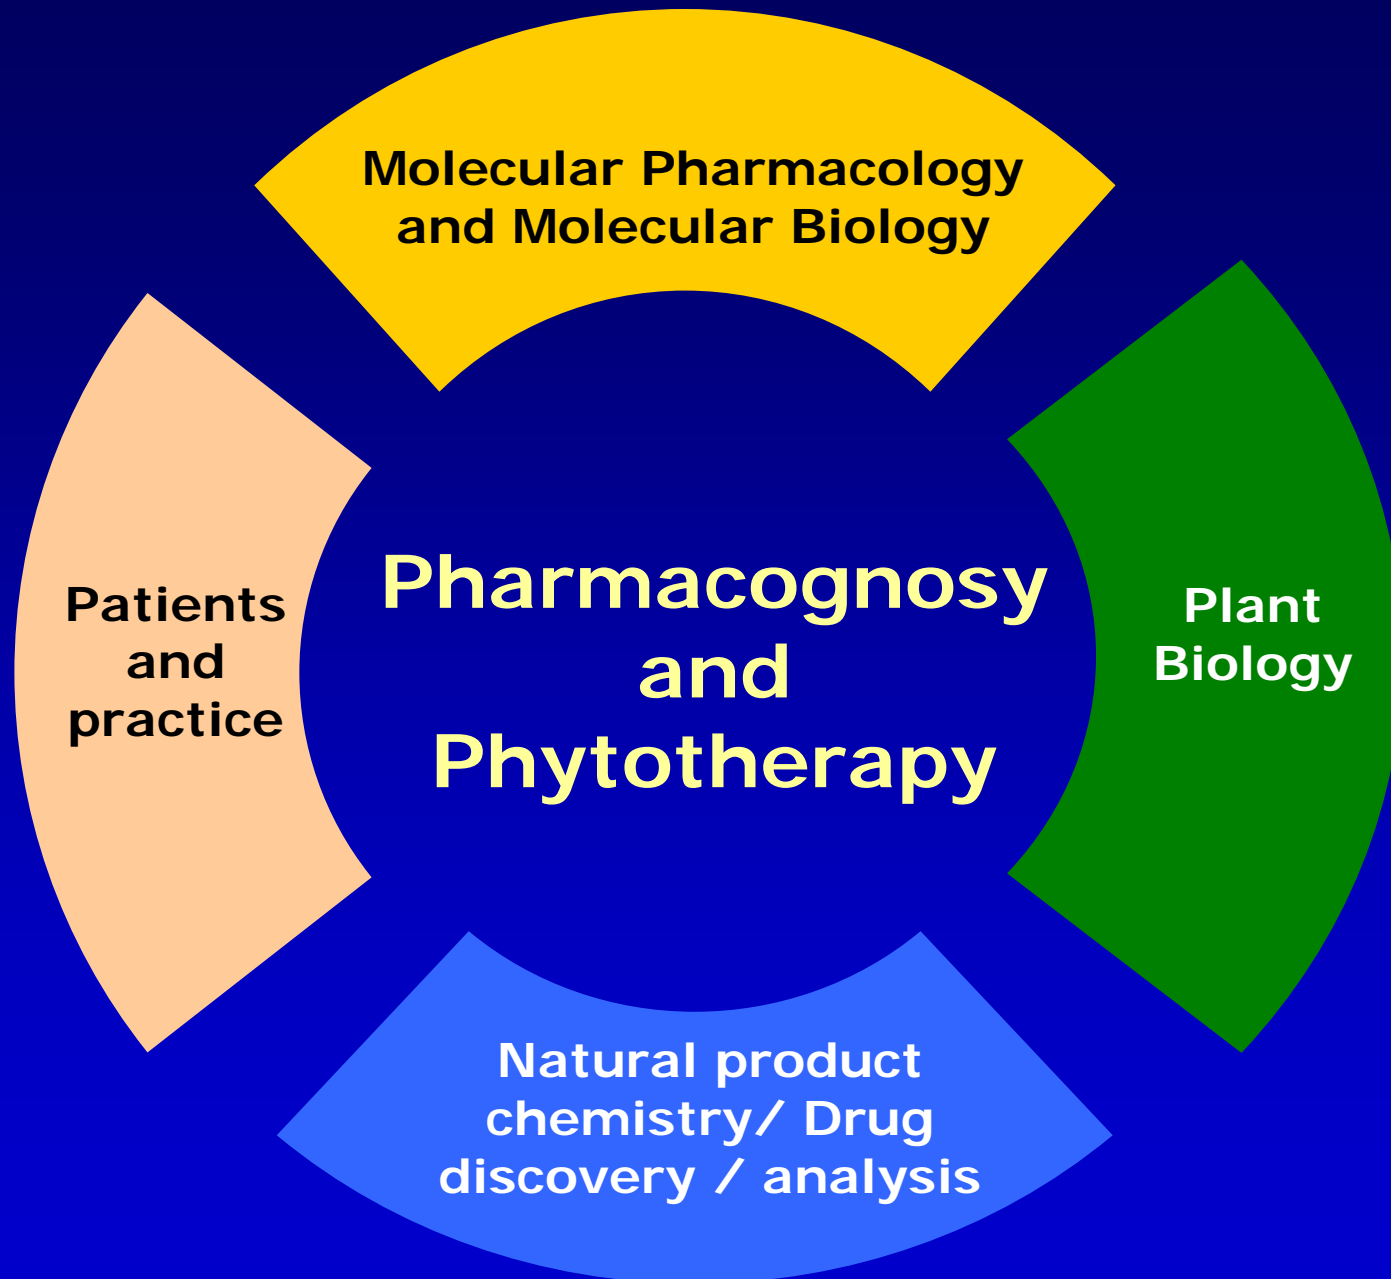 Molecular Pharmacology
and Molecular Biology
Patients
and
practice
Pharmacognosy
and
Phytotherapy
Plant
Biology
Natural product
chemistry/ Drug
discovery / analysis